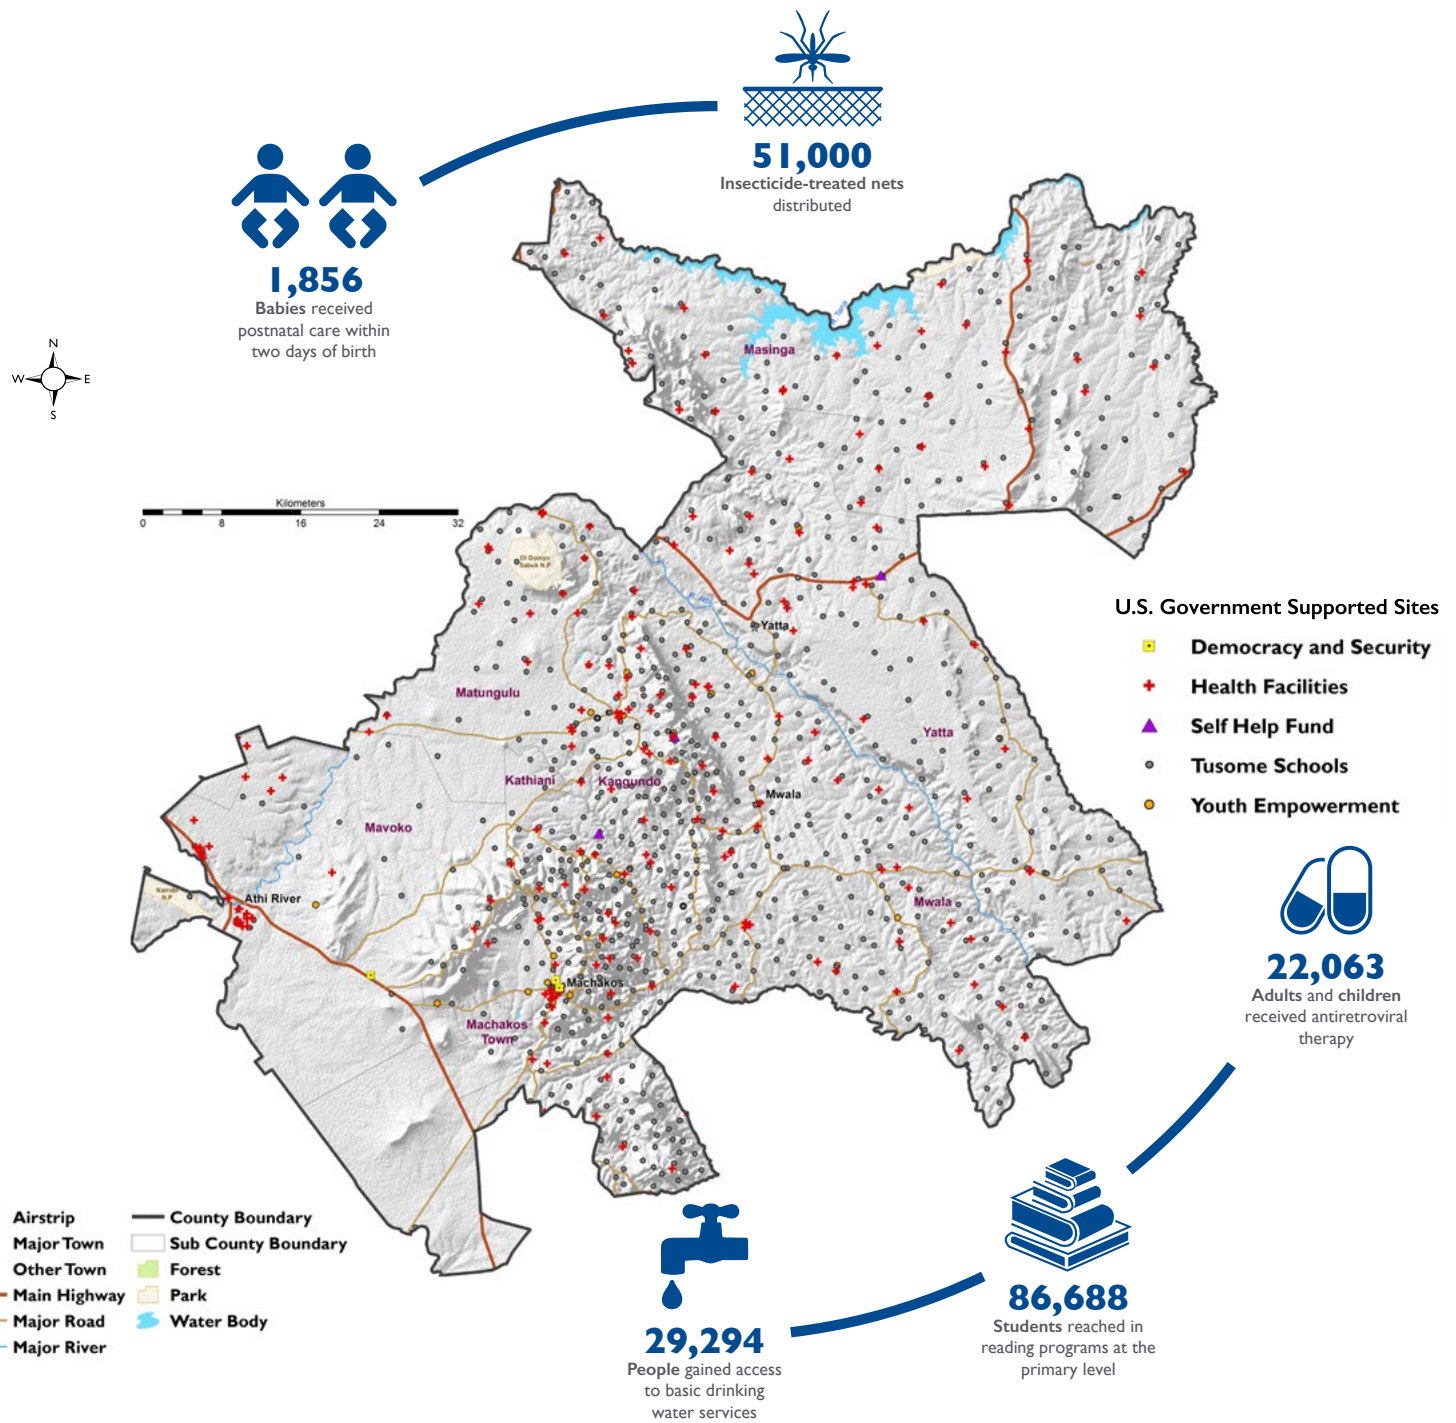 51,000
Insecticide-treated nets
distributed
1,856
Babies received
postnatal care within
two days of birth
N
W E
S
Masinga
Kilometers
0 8 16 24 32
Ol Doinyo
Sabuk N.P
Yatta
U.S. Government Supported Sites
Democracy and Security
Health Facilities
Self Help Fund
Tusome Schools
Youth Empowerment
Matungulu
Yatta
Kathiani
Kangundo
Mwala
Mavoko
Nairobi
N.P
Athi River
Mwala
Machakos
Machakos
Town
22,063
Adults and children
received antiretroviral
therapy
Airstrip
Major Town
Other Town
Main Highway
Major Road
Major River
County Boundary
Sub County Boundary
Forest
Park
Water Body
29,294
People gained access
to basic drinking
water services
86,688
Students reached in
reading programs at the
primary level